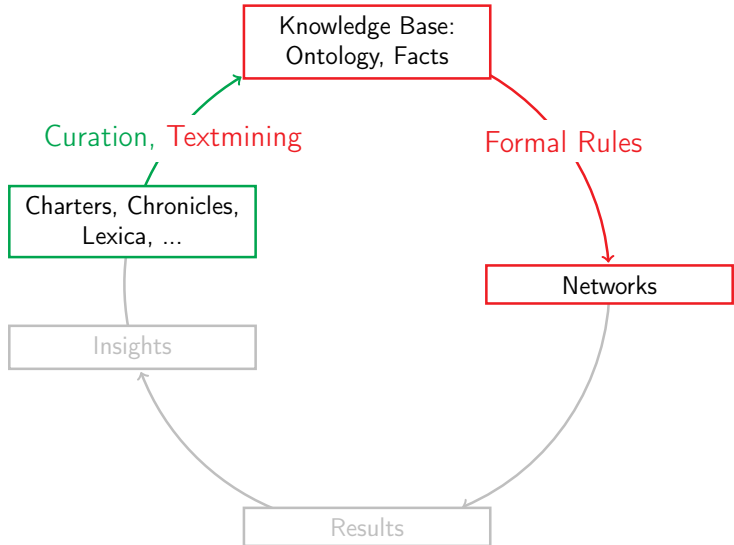 Knowledge Base:
Ontology, Facts
Curation, Textmining
Formal Rules
Charters, Chronicles,
Lexica, ...
Networks
Insights
Results